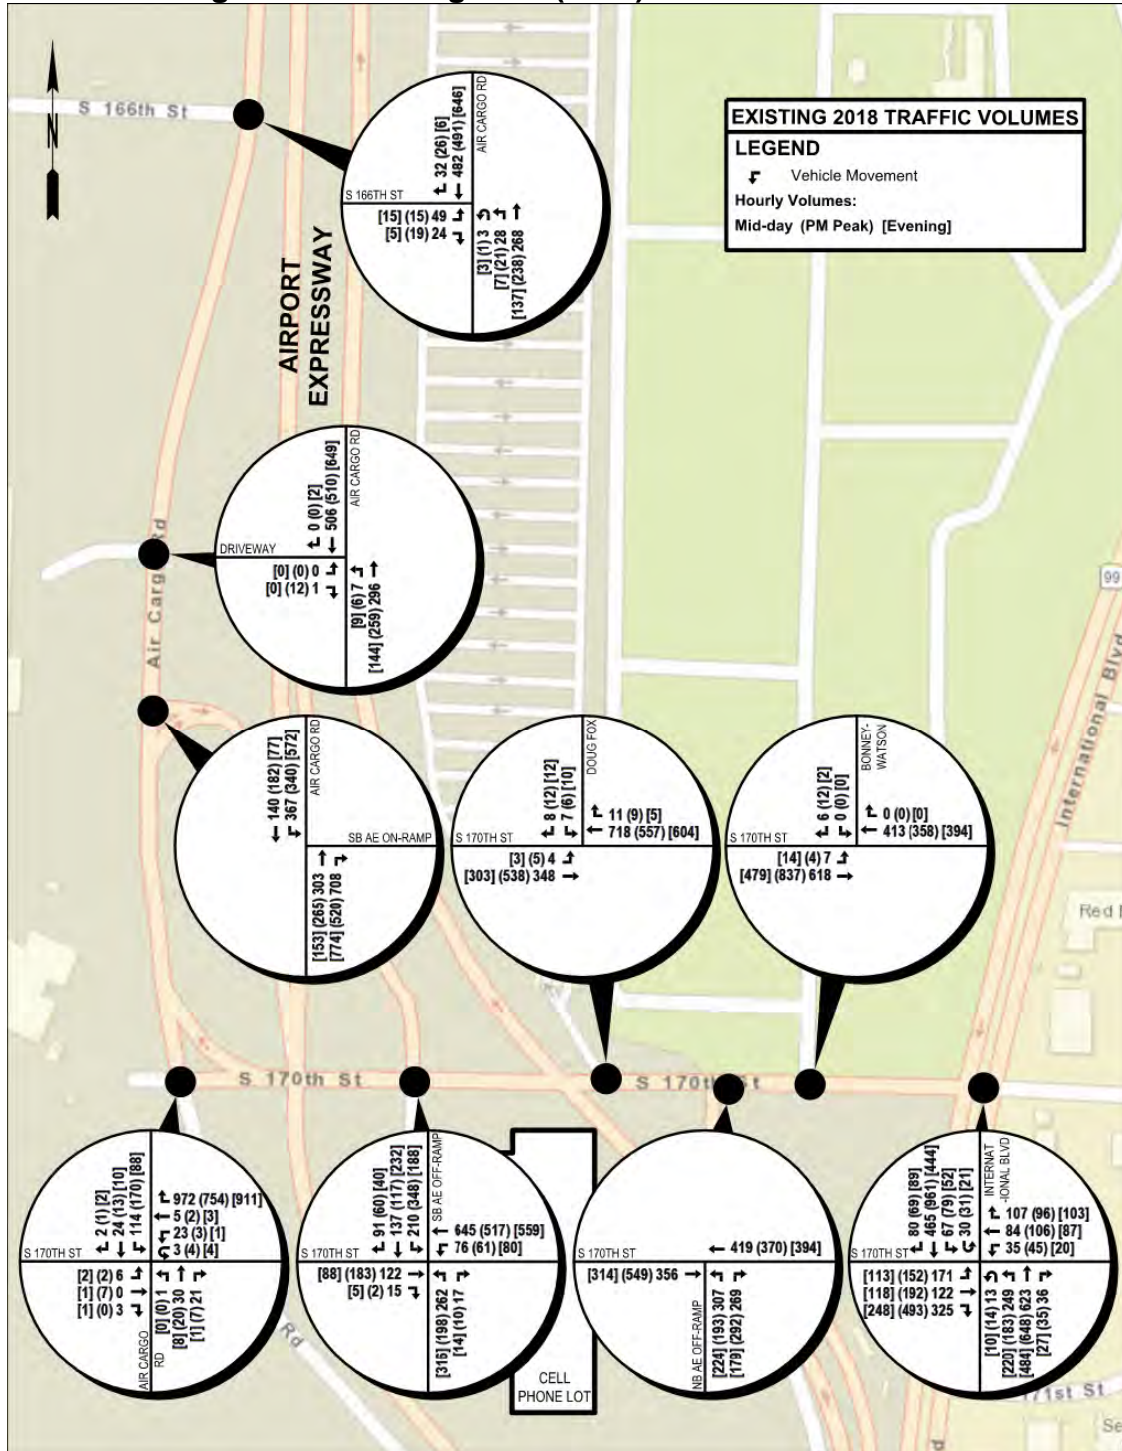 S 166th St
N
EXISTING 2018 TRAFFIC VOLUMES
LEGEND
Vehicle Movement
Hourly Volumes:
Mid-day (PM Peak) [Evening]
AIRPORT
EXPRESSWAY
S 166TH ST
AIR CARGO RD
32 (26) [6]
482 (491) [646]
[15] (15) 49
[5] (19) 24
[3] (1) 3
[7] (21) 28
[137] (238) 268
Air Cargo Rd
DRIVEWAY
AIR CARGO RD
0 (0) [2]
506 (510) [649]
[0] (0) 0
[0] (12) 1
[9] (6) 7
[144] (259) 296
99
International Blvd
AIR CARGO RD
SB AE ON-RAMP
140 (182) [77]
367 (340) [572]
[153] (265) 303
[774] (520) 708
S 170TH ST
DOUG FOX
8 (12) [12]
7 (6) [10]
11 (9) [5]
718 (557) [604]
[3] (5) 4
[303] (538) 348
S 170TH ST
BONNEY-
WATSON
6 (12) [2]
0 (0) [0]
0 (0) [0]
413 (358) [394]
[14] (4) 7
[479] (837) 618
Red
S 170th St
S 170th St
S 170TH ST
AIR CARGO
RD
2 (1) [2]
24 (13) [10]
114 (170) [88]
972 (754) [911]
5 (2) [3]
23 (3) [1]
3 (4) [4]
[2] (2) 6
[1] (7) 0
[1] (0) 3
[0] (0) 1
[8] (20) 30
[1] (7) 21
Rd
S 170TH ST
SB AE OFF-RAMP
91 (60) [40]
137 (117) [232]
210 (348) [188]
645 (517) [559]
76 (61) [80]
[88] (183) 122
[5] (2) 15
[315] (198) 262
[14] (10) 17
CELL
PHONE LOT
S 170TH ST
NB AE OFF-RAMP
419 (370) [394]
[314] (549) 356
[224] (193) 307
[179] (292) 269
S 170TH ST
INTERNAT
-IONAL BLVD
80 (69) [89]
465 (961) [444]
67 (79) [52]
30 (31) [21]
107 (96) [103]
84 (106) [87]
35 (45) [20]
[113] (152) 171
[118] (192) 122
[248] (493) 325
[10] (14) 13
[220] (183) 249
[484] (648) 623
[27] (35) 36
171st St
Se